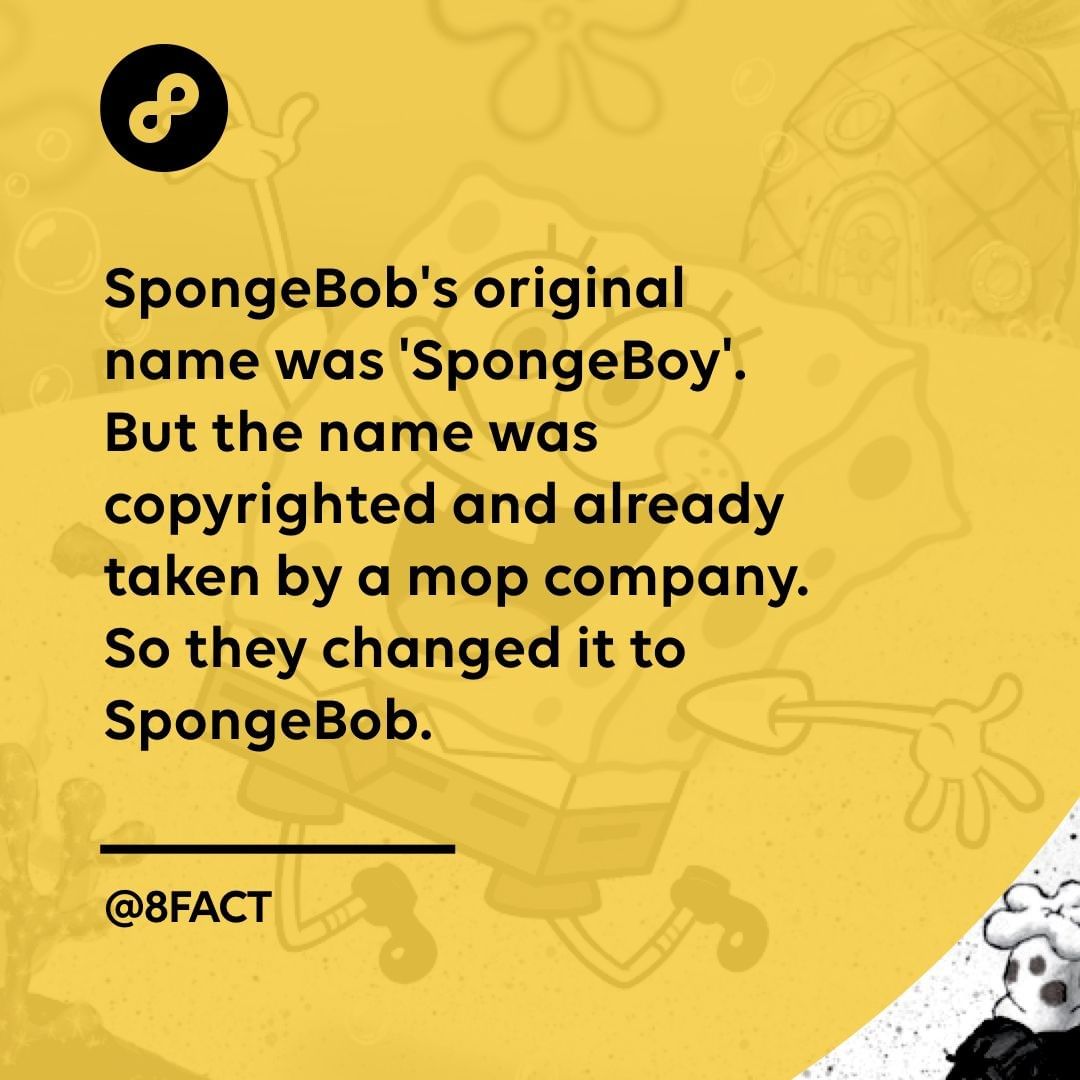 SpongeBob's original
name was 'SpongeBoy'.
But the name was
copyrighted and already
taken by a mop company.
So they changed it to
SpongeBob.
@8FACT